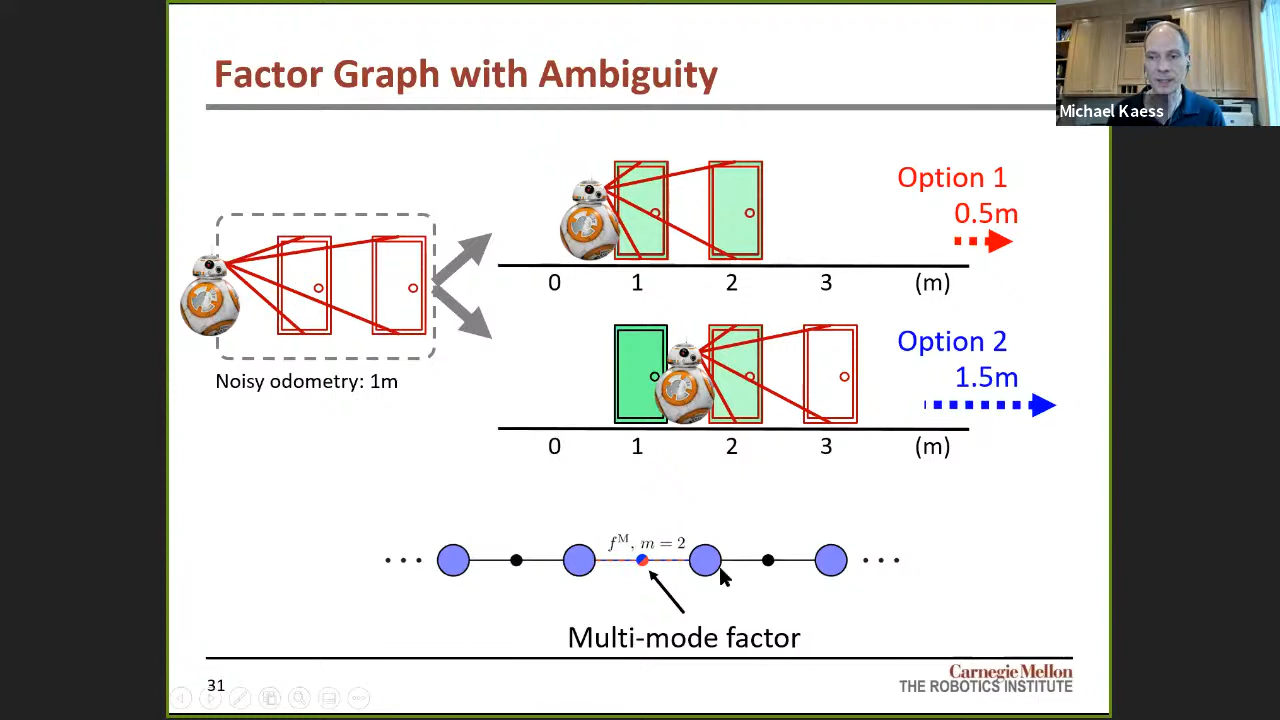 Factor Graph with Ambiguity
Michael Kaess
Option 1
0.5m
0 1 2 3 (m)
Noisy odometry: 1m
Option 2
1.5m
0 1 2 3 (m)
f^M, m = 2
Multi-mode factor
31
Carnegie Mellon
THE ROBOTICS INSTITUTE